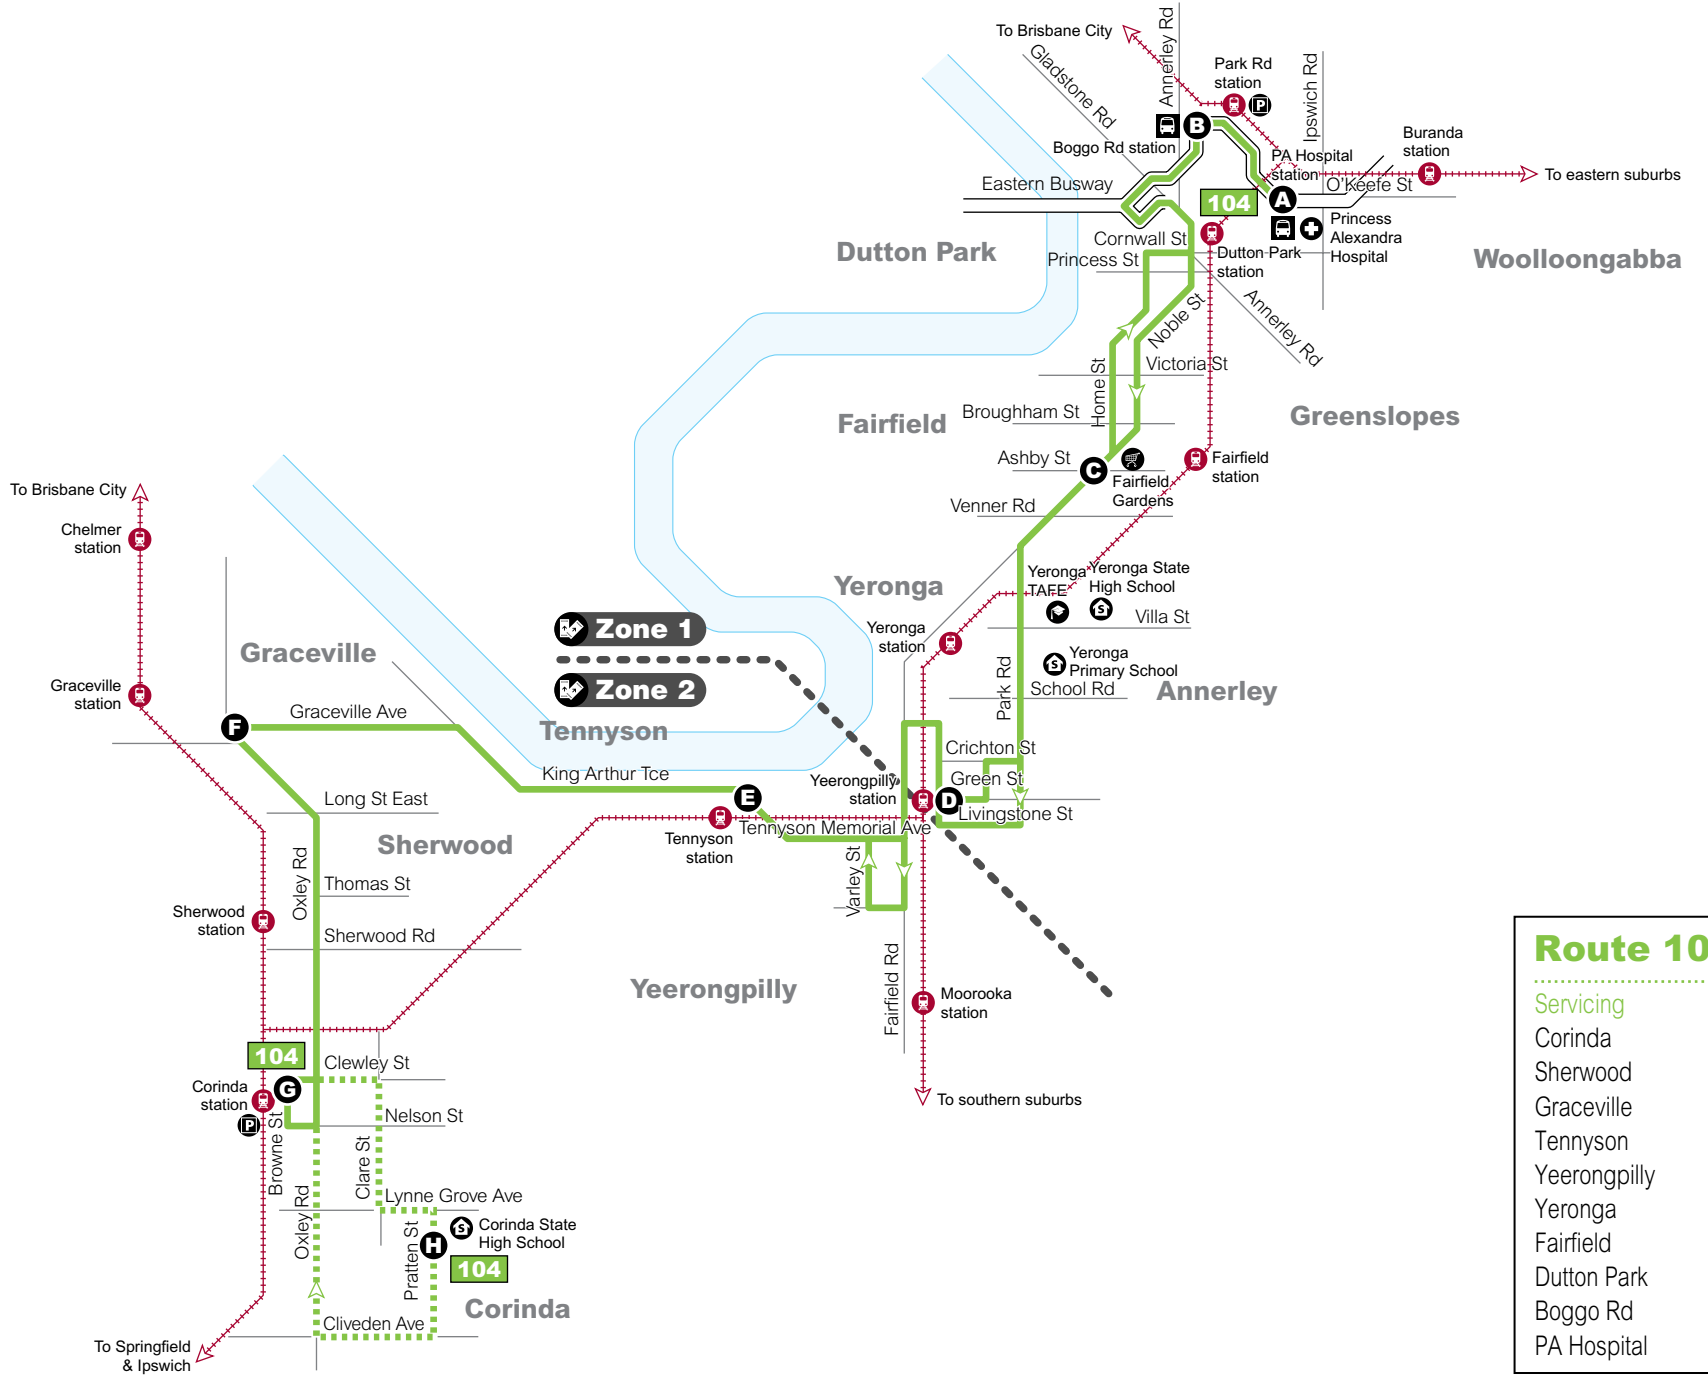 To Brisbane City
Gladstone Rd
Annerley Rd
Park Rd
station
P
Ipswich Rd
Buranda
station
B
Boggo Rd station
PA Hospital
station
To eastern suburbs
Eastern Busway
O'Keefe St
104
A
Princess
Alexandra
Hospital
Dutton Park
Cornwall St
Princess St
Dutton Park
station
Woolloongabba
Noble St
Annerley Rd
Victoria St
Home St
Fairfield
Broughham St
Greenslopes
Ashby St
C
Fairfield
Gardens
Fairfield
station
Venner Rd
To Brisbane City
Chelmer
station
Yeronga
Yeronga
TAFE
Yeronga State
High School
S
Villa St
Zone 1
Zone 2
Yeronga
station
S
Yeronga
Primary School
School Rd
Park Rd
Annerley
Graceville
Graceville
station
F
Graceville Ave
Tennyson
King Arthur Tce
E
Crichton St
Yeerongpilly
station
D
Green St
Livingstone St
Long St East
Tennyson
station
Tennyson Memorial Ave
Sherwood
Oxley Rd
Thomas St
Varley St
Sherwood
station
Sherwood Rd
Yeerongpilly
Fairfield Rd
Moorooka
station
To southern suburbs
104
Clewley St
Corinda
station
G
P
Nelson St
Browne St
Clare St
Lynne Grove Ave
Oxley Rd
Pratten St
H
S
Corinda State
High School
104
Corinda
Cliveden Ave
To Springfield
& Ipswich
Route 10
Servicing
Corinda
Sherwood
Graceville
Tennyson
Yeerongpilly
Yeronga
Fairfield
Dutton Park
Boggo Rd
PA Hospital